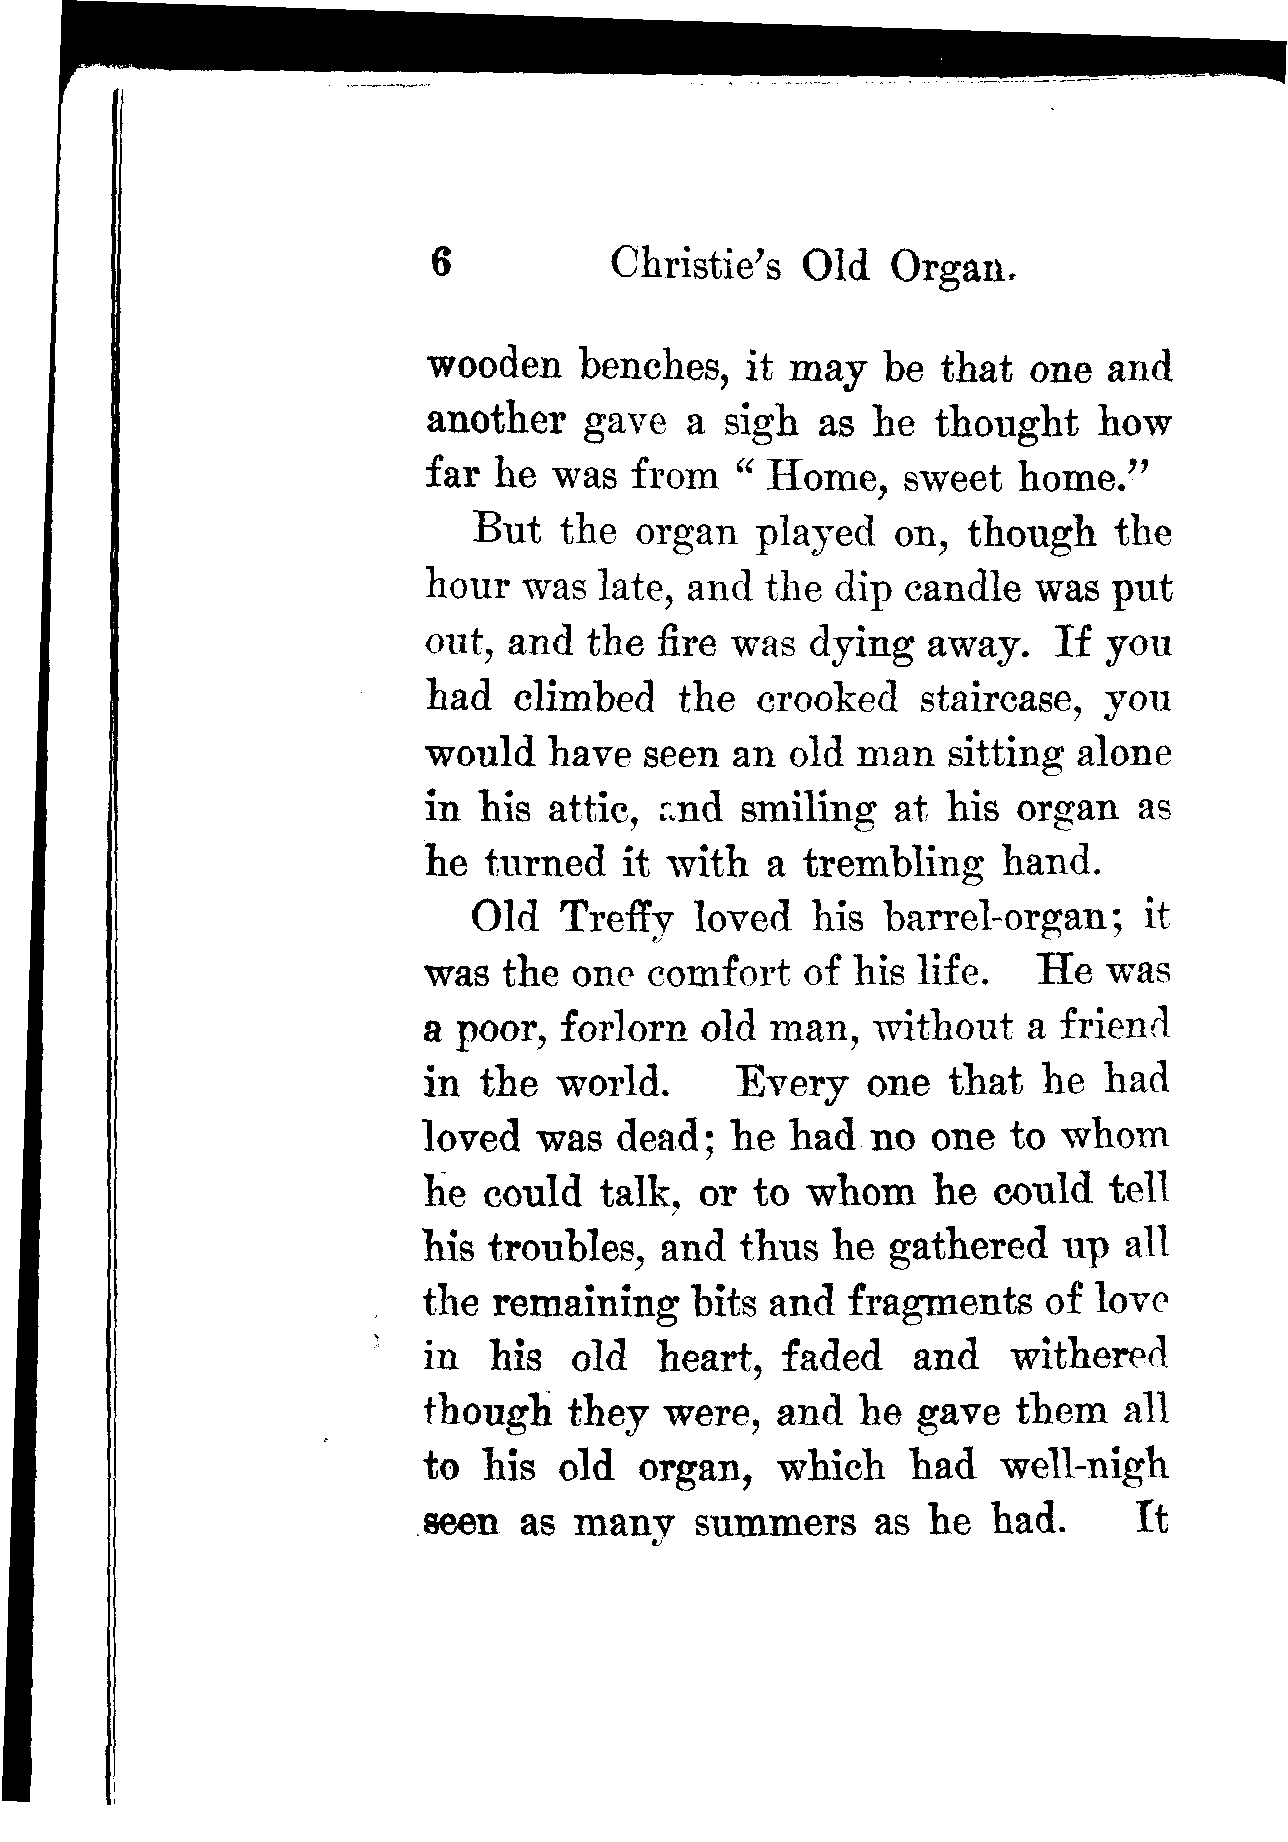 6 Christie's Old Organ.
wooden benches, it may be that one and
another gave a sigh as he thought how
far he was from “ Home, sweet home.”
But the organ played on, though the
hour was late, and the dip candle was put
out, and the fire was dying away. If you
had climbed the crooked staircase, you
would have seen an old man sitting alone
in his attic, and smiling at his organ as
he turned it with a trembling hand.
Old Treffy loved his barrel-organ; it
was the one comfort of his life. He was
a poor, forlorn old man, without a friend
in the world. Every one that he had
loved was dead; he had no one to whom
he could talk, or to whom he could tell
his troubles, and thus he gathered up all
the remaining bits and fragments of love
in his old heart, faded and withered
though they were, and he gave them all
to his old organ, which had well-nigh
seen as many summers as he had. It